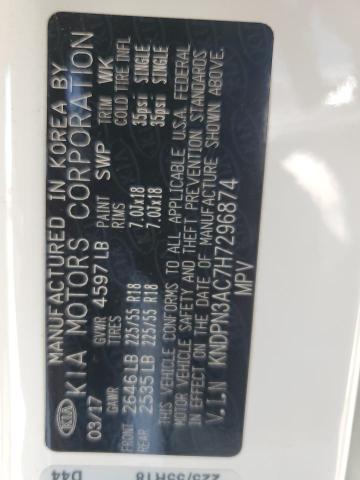 MANUFACTURED IN KOREA BY
KIA KIA MOTORS CORPORATION
03/17 GVWR 4597LB PAINT SWP TRIM WK
GAWR TIRES RIMS COLD TIRE INFL
FRONT 2646LB 225/55 R18 7.0JX18 35psi SINGLE
REAR 2535LB 225/55 R18 7.0JX18 35psi SINGLE
THIS VEHICLE CONFORMS TO ALL APPLICABLE U.S.A. FEDERAL
MOTOR VEHICLE SAFETY AND THEFT PREVENTION STANDARDS
IN EFFECT ON THE DATE OF MANUFACTURE SHOWN ABOVE.
V.I.N KNDPN3AC7H7296874
MPV
D44 225/55R18